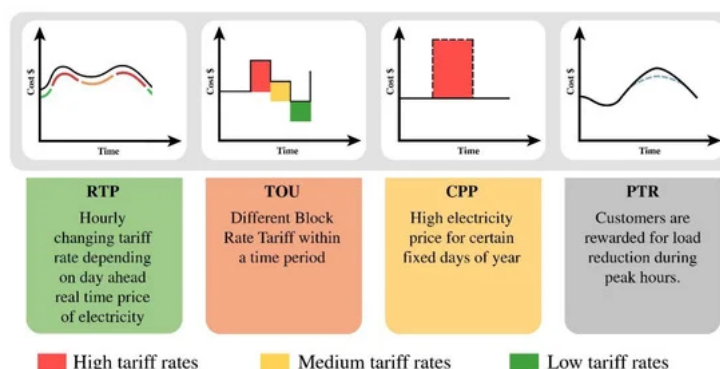 Cost $
Time
Cost $
Time
Cost $
Time
Cost $
Time
RTP
Hourly
changing tariff
rate depending
on day ahead
real time price
of electricity
TOU
Different Block
Rate Tariff within
a time period
CPP
High electricity
price for certain
fixed days of year
PTR
Customers are
rewarded for load
reduction during
peak hours.
High tariff rates
Medium tariff rates
Low tariff rates